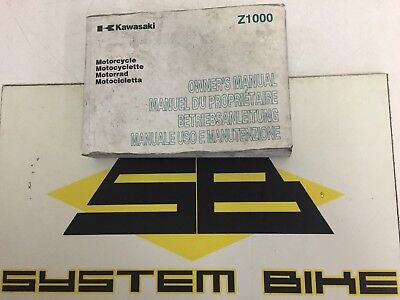 Kawasaki
Z1000
Motorcycle
Motocyclette
Motorrad
Motocicletta
OWNER'S MANUAL
MANUEL DU PROPRIÉTAIRE
BETRIEBSANLEITUNG
MANUALE USO E MANUTENZIONE
SB
SYSTEM BIKE